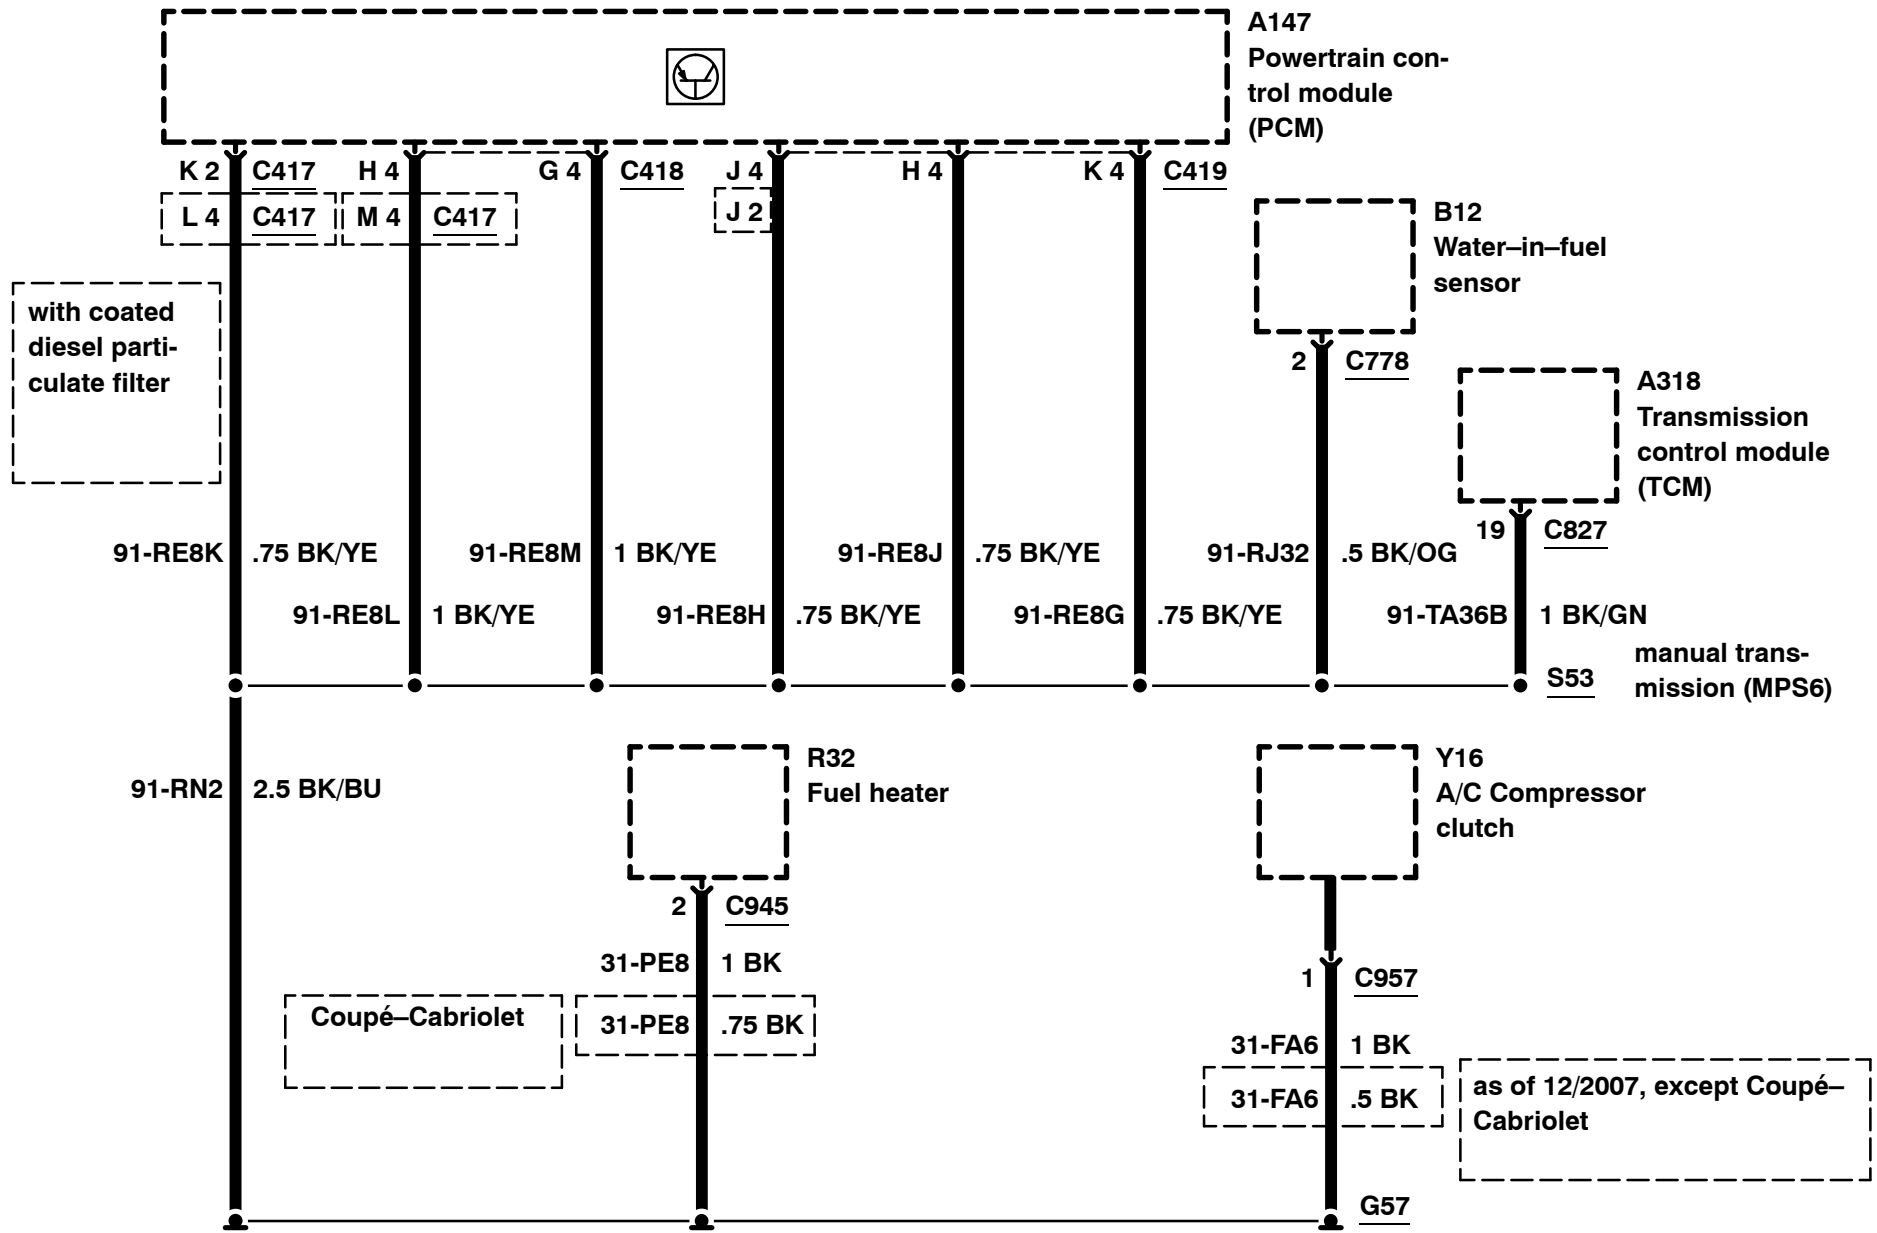 A147
Powertrain con-
trol module
(PCM)
K 2 C417 H 4 G 4 C418 J 4 H 4 K 4 C419
L 4 C417 M 4 C417 J 2
B12
Water–in–fuel
sensor
with coated
diesel parti-
culate filter
2 C778
A318
Transmission
control module
(TCM)
19 C827
91-RE8K .75 BK/YE 91-RE8M 1 BK/YE 91-RE8J .75 BK/YE 91-RJ32 .5 BK/OG
91-RE8L 1 BK/YE 91-RE8H .75 BK/YE 91-RE8G .75 BK/YE 91-TA36B 1 BK/GN
S53
manual trans-
mission (MPS6)
91-RN2 2.5 BK/BU
R32
Fuel heater
Y16
A/C Compressor
clutch
2 C945
31-PE8 1 BK
1 C957
Coupé–Cabriolet
31-PE8 .75 BK
31-FA6 1 BK
31-FA6 .5 BK
as of 12/2007, except Coupé–
Cabriolet
G57